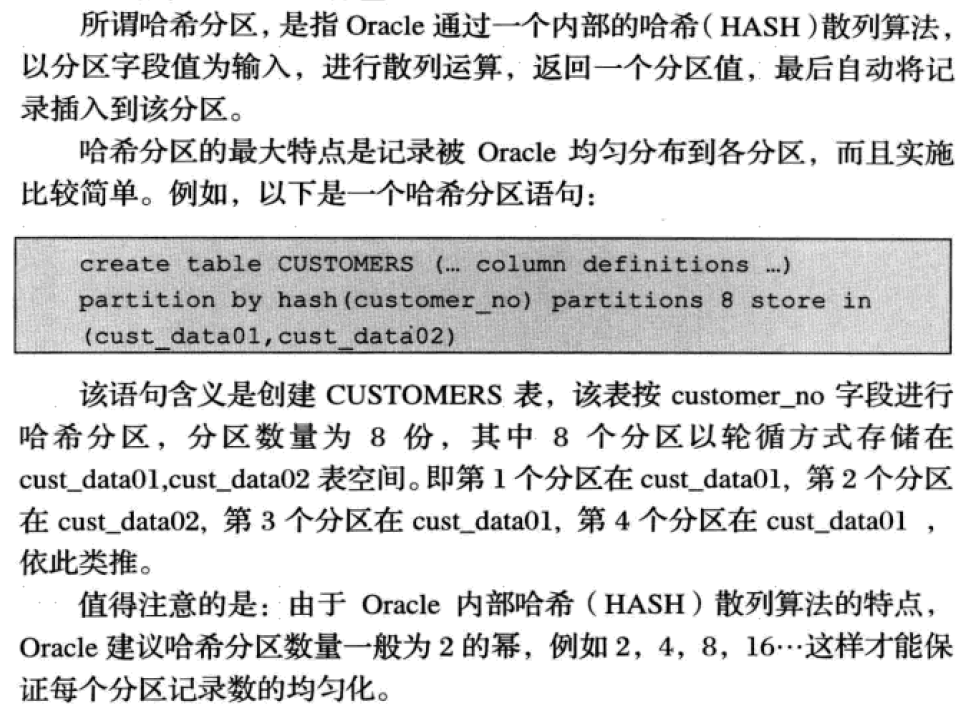 所谓哈希分区，是指 Oracle 通过一个内部的哈希（HASH）散列算法，
以分区字段值为输入，进行散列运算，返回一个分区值，最后自动将记
录插入到该分区。
哈希分区的最大特点是记录被 Oracle 均匀分布到各分区，而且实施
比较简单。例如，以下是一个哈希分区语句：
create table CUSTOMERS (… column definitions …)
partition by hash(customer_no) partitions 8 store in
(cust_data01,cust_data02)
该语句含义是创建 CUSTOMERS 表，该表按 customer_no 字段进行
哈希分区，分区数量为 8 份，其中 8 个分区以轮循方式存储在
cust_data01,cust_data02 表空间。即第 1 个分区在 cust_data01, 第 2 个分区
在 cust_data02, 第 3 个分区在 cust_data01, 第 4 个分区在 cust_data01 ，
依此类推。
值得注意的是：由于 Oracle 内部哈希（HASH）散列算法的特点，
Oracle 建议哈希分区数量一般为 2 的幂，例如 2，4，8，16…这样才能保
证每个分区记录数的均匀化。